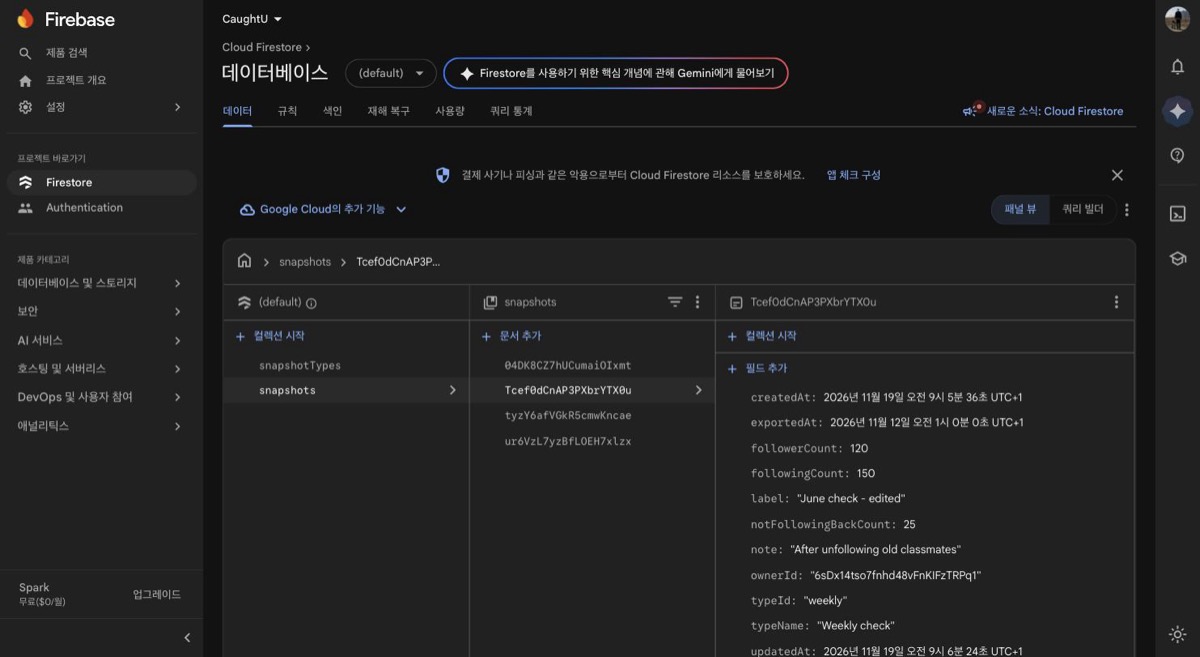 Firebase
제품 검색
프로젝트 개요
설정
프로젝트 바로가기
Firestore
Authentication
제품 카테고리
데이터베이스 및 스토리지
보안
AI 서비스
호스팅 및 서버리스
DevOps 및 사용자 참여
애널리틱스
Spark
무료($0/월)
업그레이드
CaughtU
Cloud Firestore
데이터베이스
(default)
Firestore를 사용하기 위한 핵심 개념에 관해 Gemini에게 물어보기
데이터 규칙 색인 재해 복구 사용량 쿼리 통계
새로운 소식: Cloud Firestore
결제 사기나 피싱과 같은 악용으로부터 Cloud Firestore 리소스를 보호하세요. 앱 체크 구성
Google Cloud의 추가 기능
패널 뷰 쿼리 빌더
snapshots > Tcef0dCnAP3P...
(default)
+ 컬렉션 시작
snapshotTypes
snapshots
snapshots
+ 문서 추가
04DK8CZ7hUCumaiOIxmt
Tcef0dCnAP3PXbrYTX0u
tyzY6afVGkR5cmwKncae
ur6VzL7yzBfLOEH7xlzx
Tcef0dCnAP3PXbrYTX0u
+ 컬렉션 시작
+ 필드 추가
createdAt: 2026년 11월 19일 오전 9시 5분 36초 UTC+1
exportedAt: 2026년 11월 12일 오전 1시 0분 0초 UTC+1
followerCount: 120
followingCount: 150
label: "June check - edited"
notFollowingBackCount: 25
note: "After unfollowing old classmates"
ownerId: "6sDx14tso7fnhd48vFnKIFzTRPq1"
typeId: "weekly"
typeName: "Weekly check"
updatedAt: 2026년 11월 19일 오전 9시 6분 24초 UTC+1